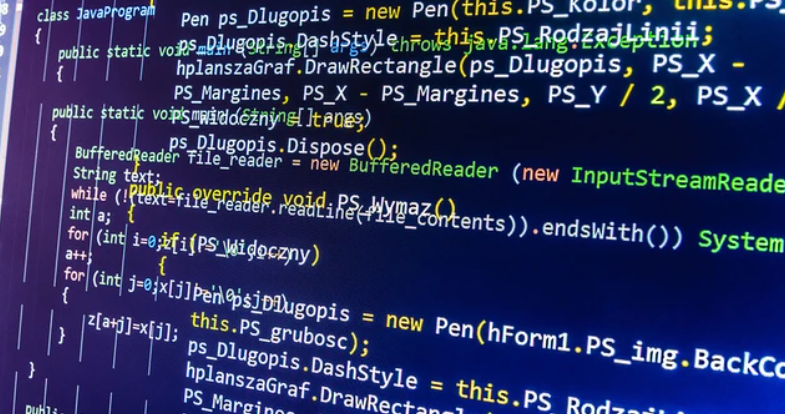 class JavaProgram
{
public static void main (String[] args) throws java.lang.Exception
{
public static void main (String[] args)
{
BufferedReader file_reader = new BufferedReader (new InputStreamReade
String text;
while (!(text=file_reader.readLine(file_contents)).endsWith()) System
int a;
for (int i=0;
a++;
for (int j=0;x[j]
{
z[a+j]=x[j];
}
}
public
Pen ps_Dlugopis = new Pen(this.PS_Kolor, this.PS
ps_Dlugopis.DashStyle = this.PS_RodzajLinii;
hplanszaGraf.DrawRectangle(ps_Dlugopis, PS_X -
PS_Margines, PS_X - PS_Margines, PS_Y / 2, PS_X /
PS_Widoczny = true;
ps_Dlugopis.Dispose();
}
public override void PS_Wymaz()
{
if (PS_Widoczny)
{
Pen ps_Dlugopis = new Pen(hForm1.PS_img.BackCo
this.PS_grubosc);
ps_Dlugopis.DashStyle = this.PS_Rodzaj
hplanszaGraf.DrawRectang
PS_Margines